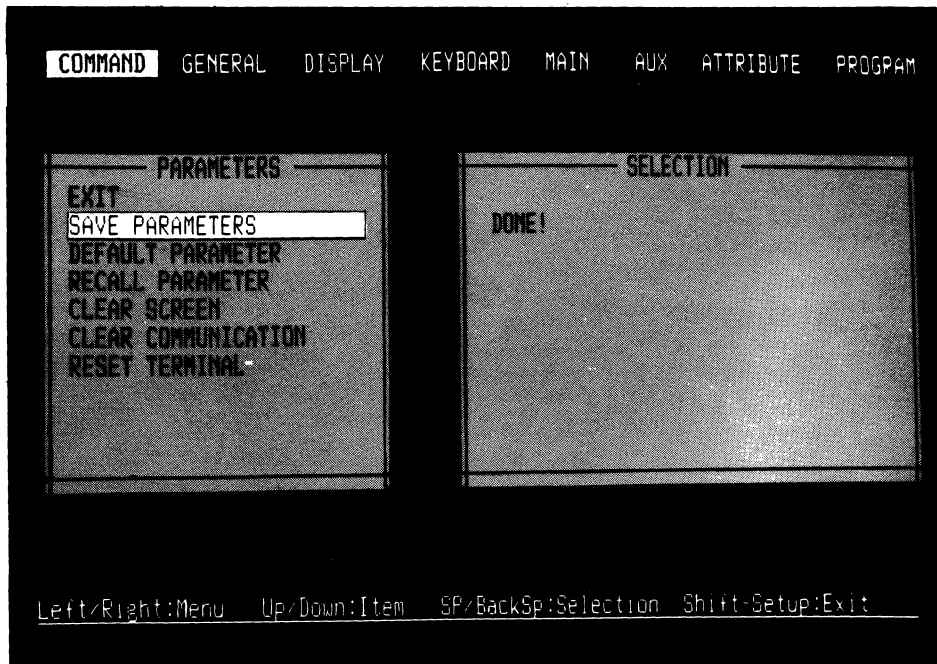 COMMAND GENERAL DISPLAY KEYBOARD MAIN AUX ATTRIBUTE PROGRAM
PARAMETERS
EXIT
SAVE PARAMETERS
DEFAULT PARAMETER
RECALL PARAMETER
CLEAR SCREEN
CLEAR COMMUNICATION
RESET TERMINAL
SELECTION
DONE!
Left/Right:Menu Up/Down:Item SP/BackSp:Selection Shift-Setup:Exit